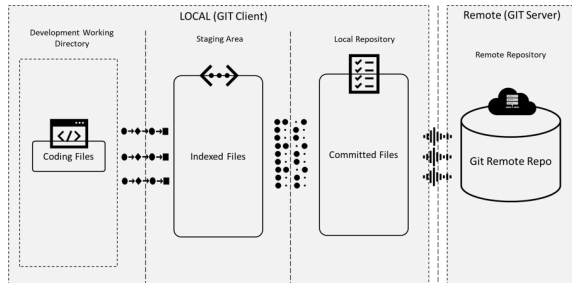 LOCAL (GIT Client)
Remote (GIT Server)
Development Working
Directory
Staging Area
Local Repository
Remote Repository
Coding Files
Indexed Files
Committed Files
Git Remote Repo